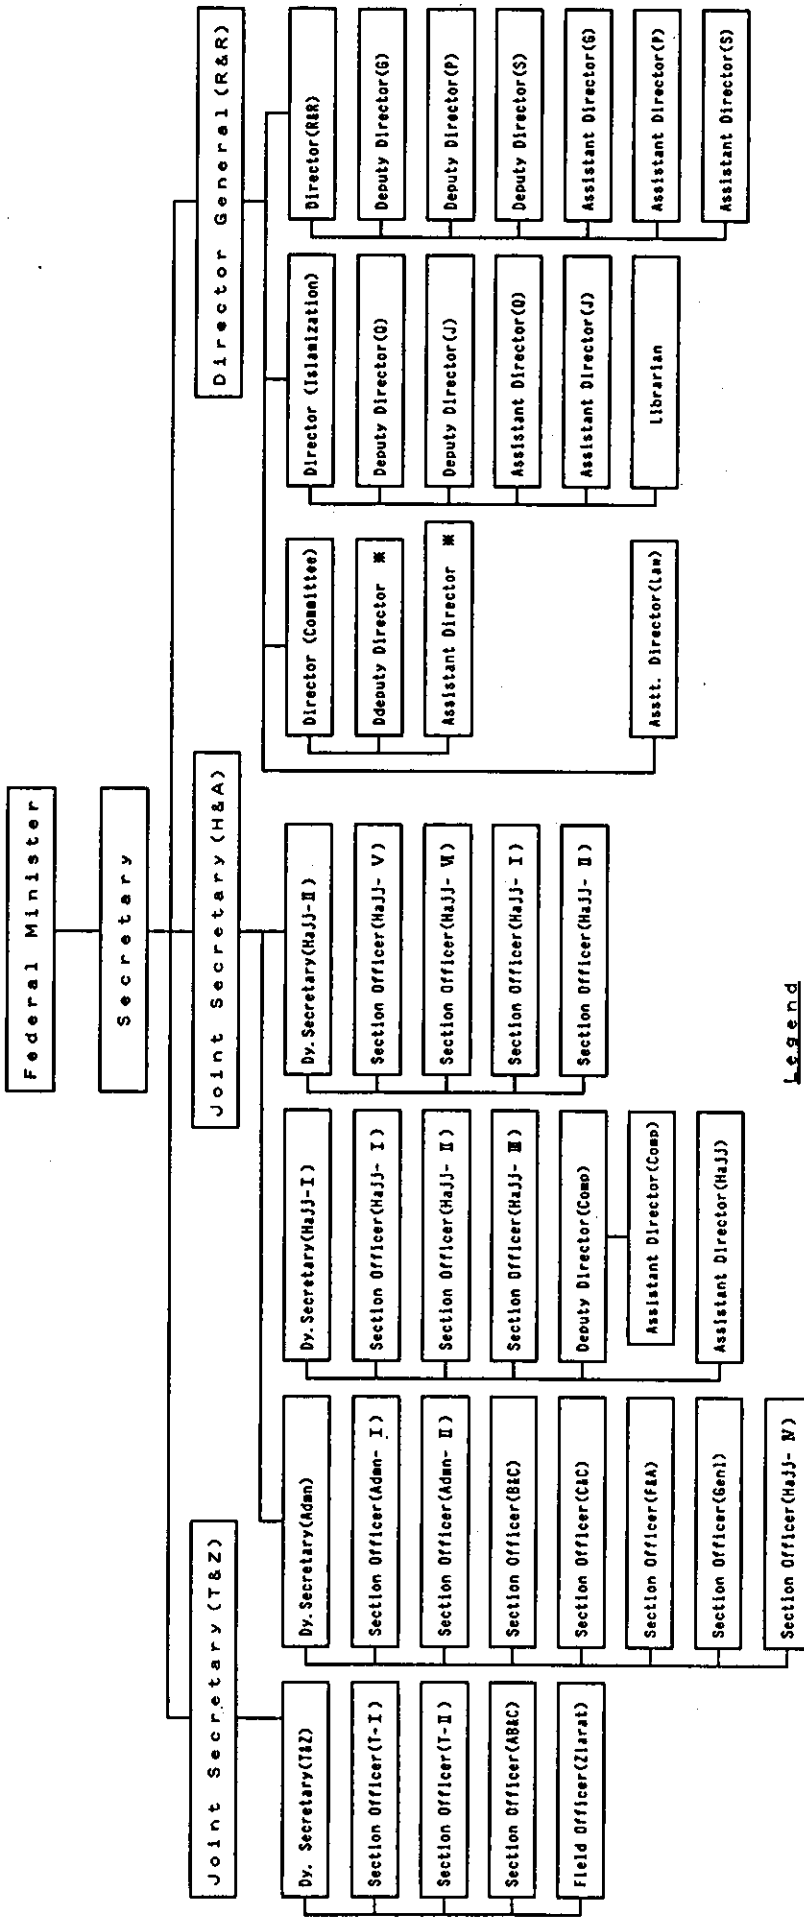 Federal Minister
Secretary
Joint Secretary(T&Z)
Joint Secretary(H&A)
Director General(R&R)
Dy. Secretary(T&Z)
Section Officer(T-I)
Section Officer(T-II)
Section Officer(AB&C)
Field Officer(Ziarat)
Dy.Secretary(Admn)
Section Officer(Admn-I)
Section Officer(Admn-II)
Section Officer(B&C)
Section Officer(C&C)
Section Officer(F&A)
Section Officer(Genl)
Section Officer(Hajj-IV)
Dy.Secretary(Hajj-I)
Section Officer(Hajj-I)
Section Officer(Hajj-II)
Section Officer(Hajj-III)
Deputy Director(Comp)
Assistant Director(Comp)
Assistant Director(Hajj)
Dy.Secretary(Hajj-II)
Section Officer(Hajj-V)
Section Officer(Hajj-VI)
Section Officer(Hajj-I)
Section Officer(Hajj-II)
Director (Committee)
Ddeputy Director ※
Assistant Director ※
Asstt. Director(Law)
Director (Islamization)
Deputy Director(Q)
Deputy Director(J)
Assistant Director(Q)
Assistant Director(J)
Librarian
Director(R&R)
Deputy Director(G)
Deputy Director(P)
Deputy Director(S)
Assistant Director(G)
Assistant Director(P)
Assistant Director(S)
Legend